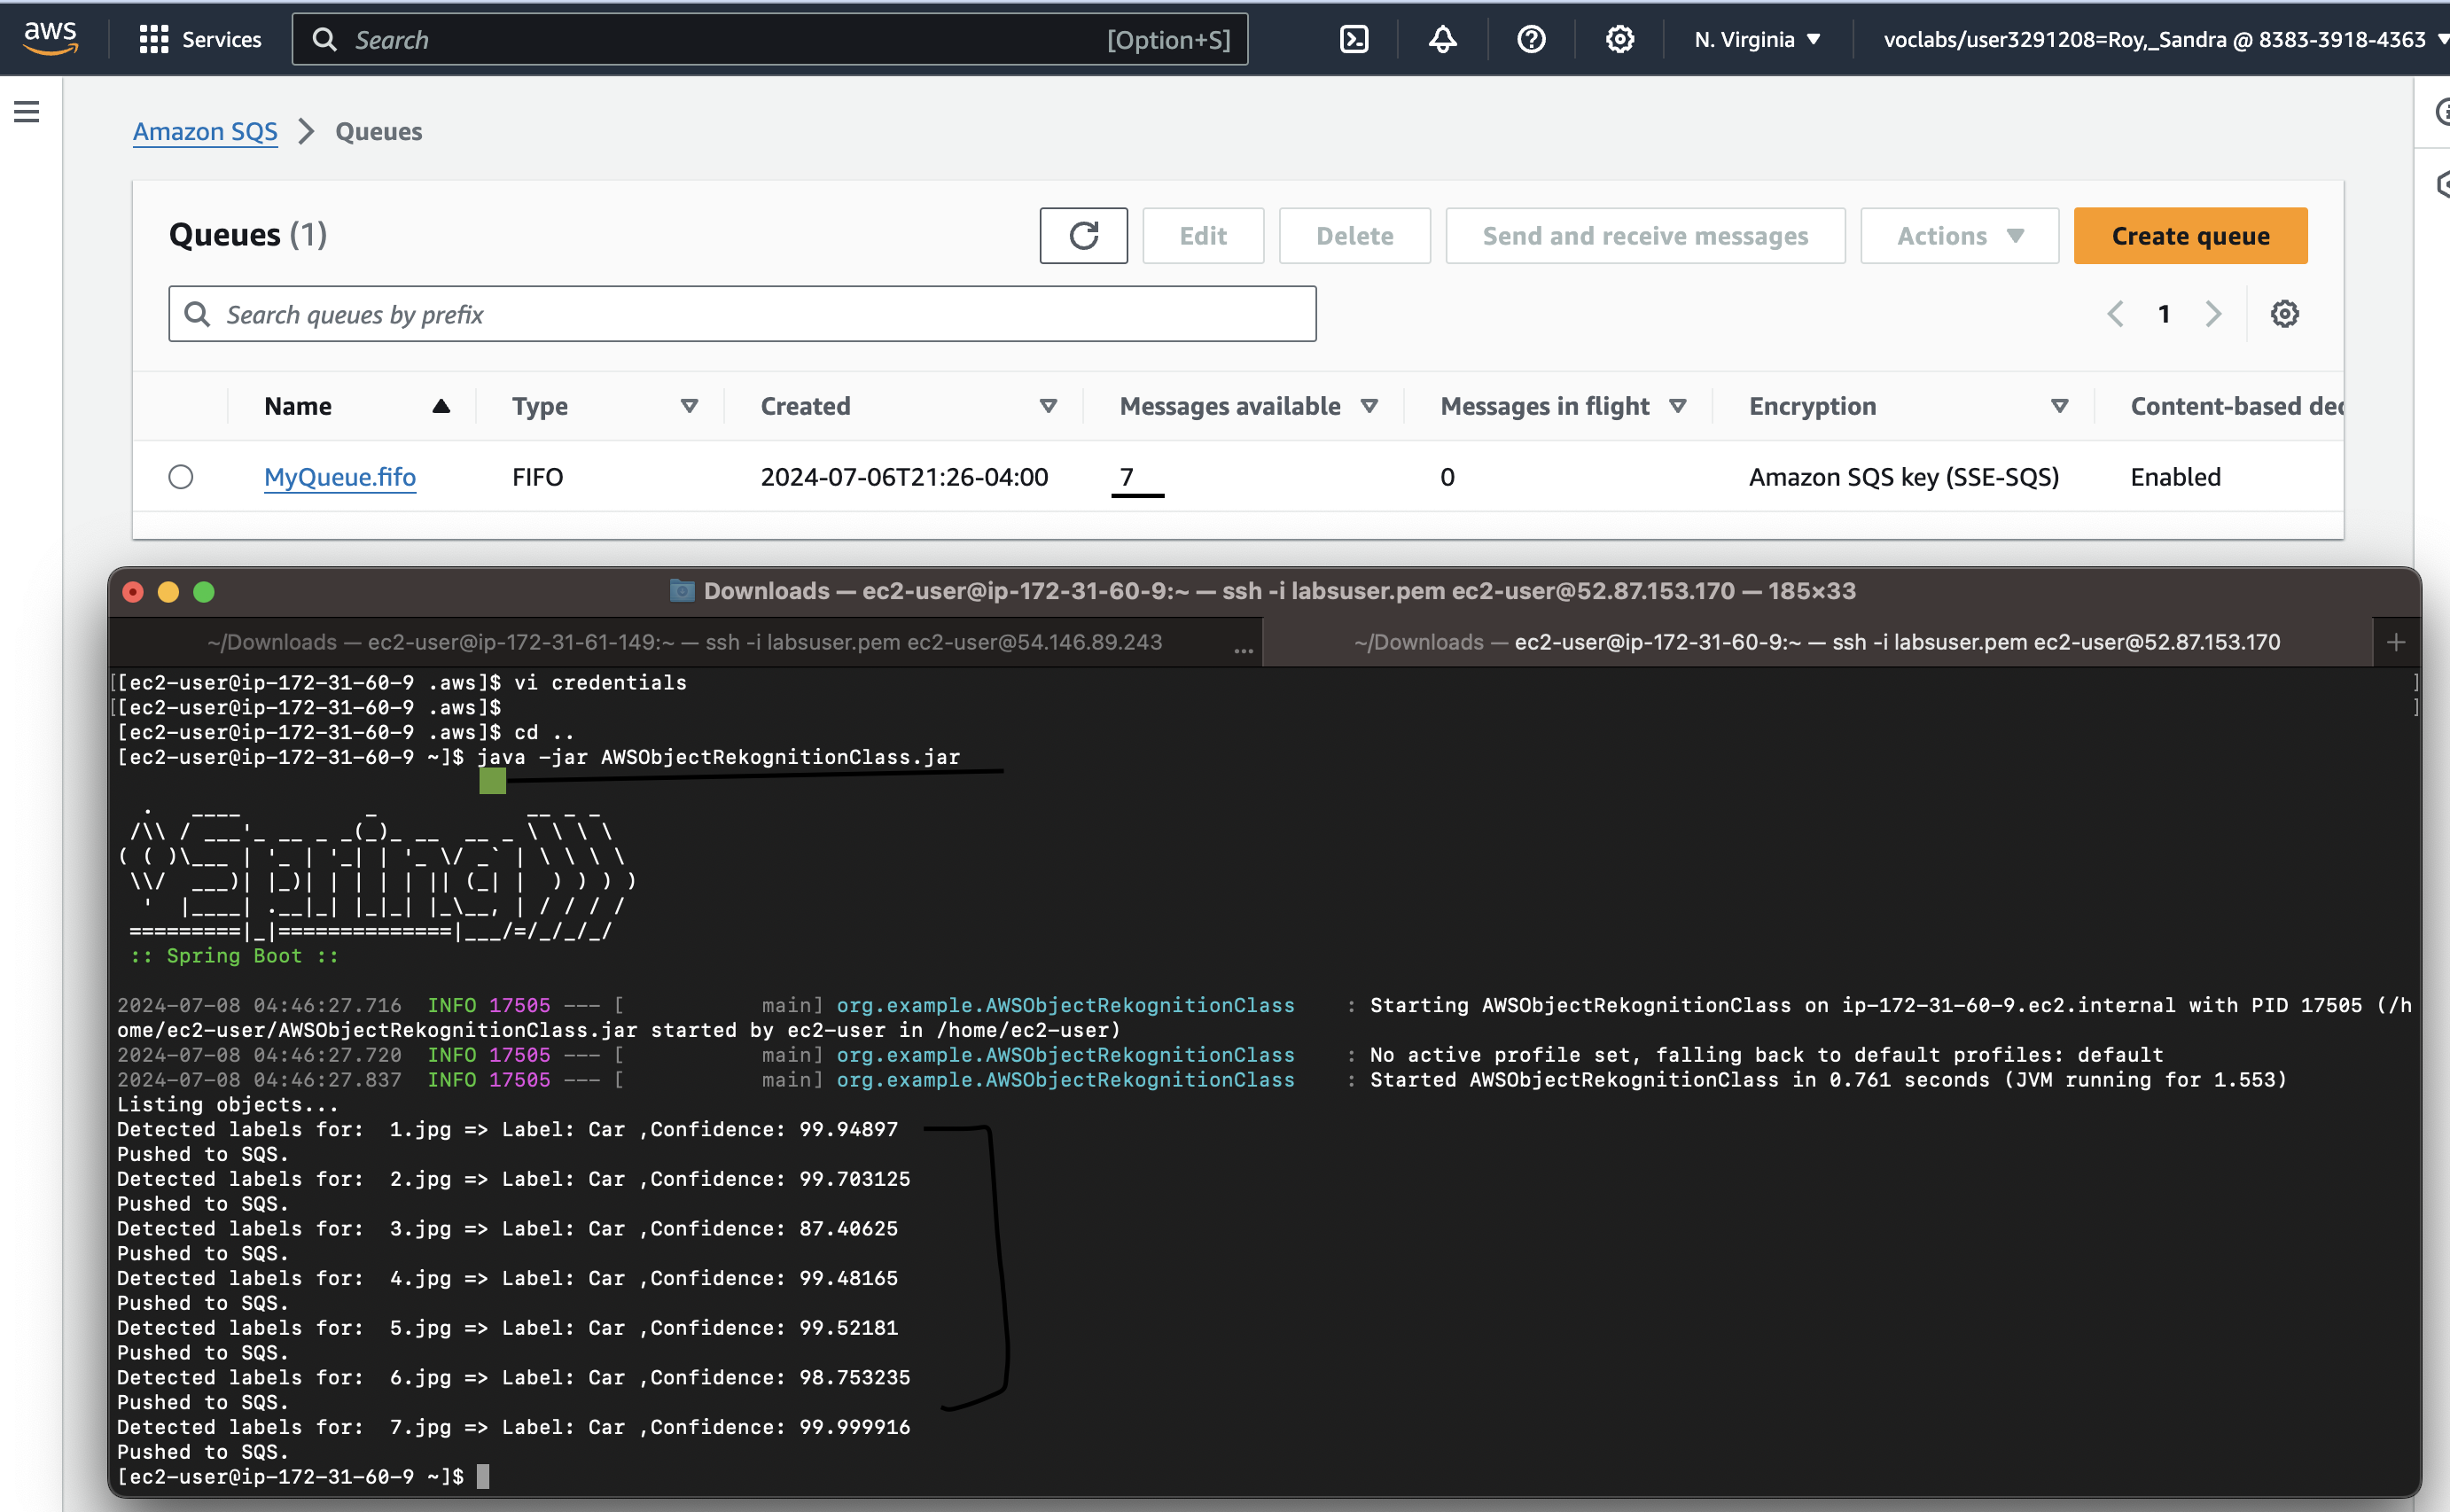 aws Services Search [Option+S] N. Virginia voclabs/user3291208=Roy,_Sandra @ 8383-3918-4363
Amazon SQS Queues
Queues (1) Edit Delete Send and receive messages Actions Create queue
Search queues by prefix 1
Name Type Created Messages available Messages in flight Encryption Content-based
MyQueue.fifo FIFO 2024-07-06T21:26-04:00 7 0 Amazon SQS key (SSE-SQS) Enabled
Downloads — ec2-user@ip-172-31-60-9:~ — ssh -i labsuser.pem ec2-user@52.87.153.170 — 185×33
~/Downloads — ec2-user@ip-172-31-61-149:~ — ssh -i labsuser.pem ec2-user@54.146.89.243 ... ~/Downloads — ec2-user@ip-172-31-60-9:~ — ssh -i labsuser.pem ec2-user@52.87.153.170 +
[[ec2-user@ip-172-31-60-9 .aws]$ vi credentials ]
[[ec2-user@ip-172-31-60-9 .aws]$ ]
[ec2-user@ip-172-31-60-9 .aws]$ cd ..
[ec2-user@ip-172-31-60-9 ~]$ java -jar AWSObjectRekognitionClass.jar
Spring
:: Spring Boot ::
2024-07-08 04:46:27.716 INFO 17505 --- [ main] org.example.AWSObjectRekognitionClass : Starting AWSObjectRekognitionClass on ip-172-31-60-9.ec2.internal with PID 17505 (/h
ome/ec2-user/AWSObjectRekognitionClass.jar started by ec2-user in /home/ec2-user)
2024-07-08 04:46:27.720 INFO 17505 --- [ main] org.example.AWSObjectRekognitionClass : No active profile set, falling back to default profiles: default
2024-07-08 04:46:27.837 INFO 17505 --- [ main] org.example.AWSObjectRekognitionClass : Started AWSObjectRekognitionClass in 0.761 seconds (JVM running for 1.553)
Listing objects...
Detected labels for:  1.jpg => Label: Car ,Confidence: 99.94897
Pushed to SQS.
Detected labels for:  2.jpg => Label: Car ,Confidence: 99.703125
Pushed to SQS.
Detected labels for:  3.jpg => Label: Car ,Confidence: 87.40625
Pushed to SQS.
Detected labels for:  4.jpg => Label: Car ,Confidence: 99.48165
Pushed to SQS.
Detected labels for:  5.jpg => Label: Car ,Confidence: 99.52181
Pushed to SQS.
Detected labels for:  6.jpg => Label: Car ,Confidence: 98.753235
Pushed to SQS.
Detected labels for:  7.jpg => Label: Car ,Confidence: 99.999916
Pushed to SQS.
[ec2-user@ip-172-31-60-9 ~]$